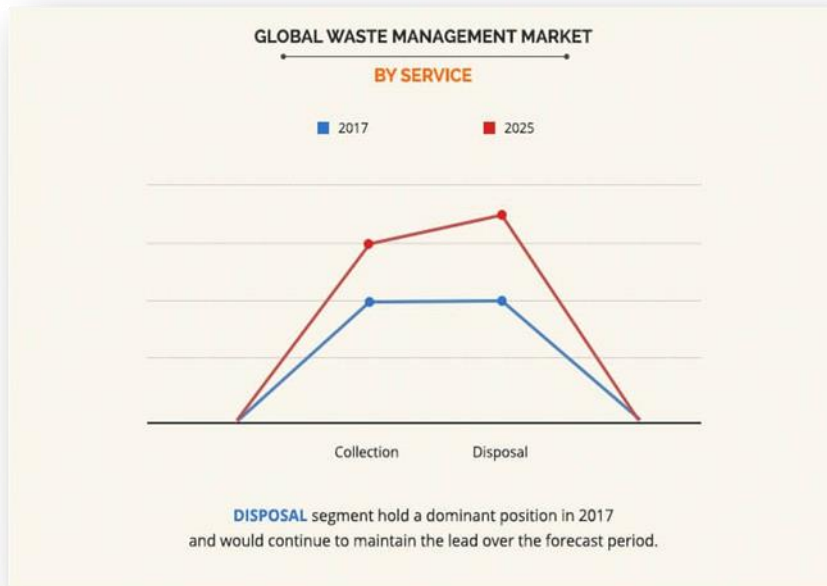 GLOBAL WASTE MANAGEMENT MARKET
BY SERVICE
2017 2025
Collection Disposal
DISPOSAL segment hold a dominant position in 2017
and would continue to maintain the lead over the forecast period.